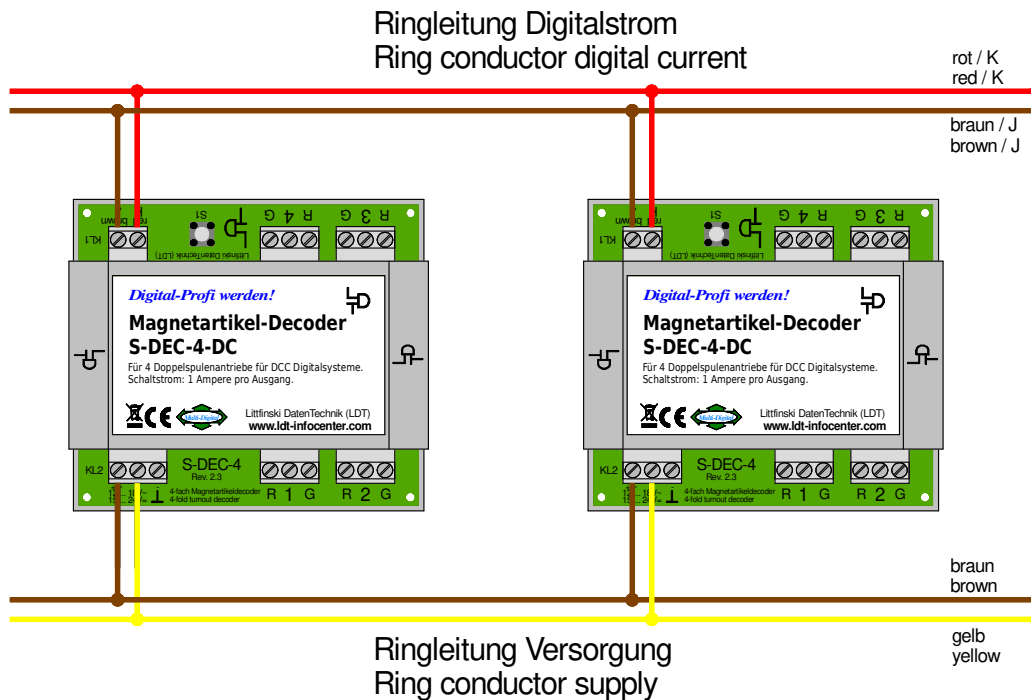 Ringleitung Digitalstrom
Ring conductor digital current
rot / K
red / K
braun / J
brown / J
KL1
S1
G 4 R
G 3 R
Littfinski DatenTechnik (LDT)
Digital-Profi werden!
Magnetartikel-Decoder
S-DEC-4-DC
Für 4 Doppelspulenantriebe für DCC Digitalsysteme.
Schaltstrom: 1 Ampere pro Ausgang.
CE
Multi-Digital
Littfinski DatenTechnik (LDT)
www.ldt-infocenter.com
KL2
S-DEC-4
Rev. 2.3
4-fach Magnetartikeldecoder
4-fold turnout decoder
R 1 G
R 2 G
KL1
S1
G 4 R
G 3 R
Littfinski DatenTechnik (LDT)
Digital-Profi werden!
Magnetartikel-Decoder
S-DEC-4-DC
Für 4 Doppelspulenantriebe für DCC Digitalsysteme.
Schaltstrom: 1 Ampere pro Ausgang.
CE
Multi-Digital
Littfinski DatenTechnik (LDT)
www.ldt-infocenter.com
KL2
S-DEC-4
Rev. 2.3
4-fach Magnetartikeldecoder
4-fold turnout decoder
R 1 G
R 2 G
braun
brown
gelb
yellow
Ringleitung Versorgung
Ring conductor supply